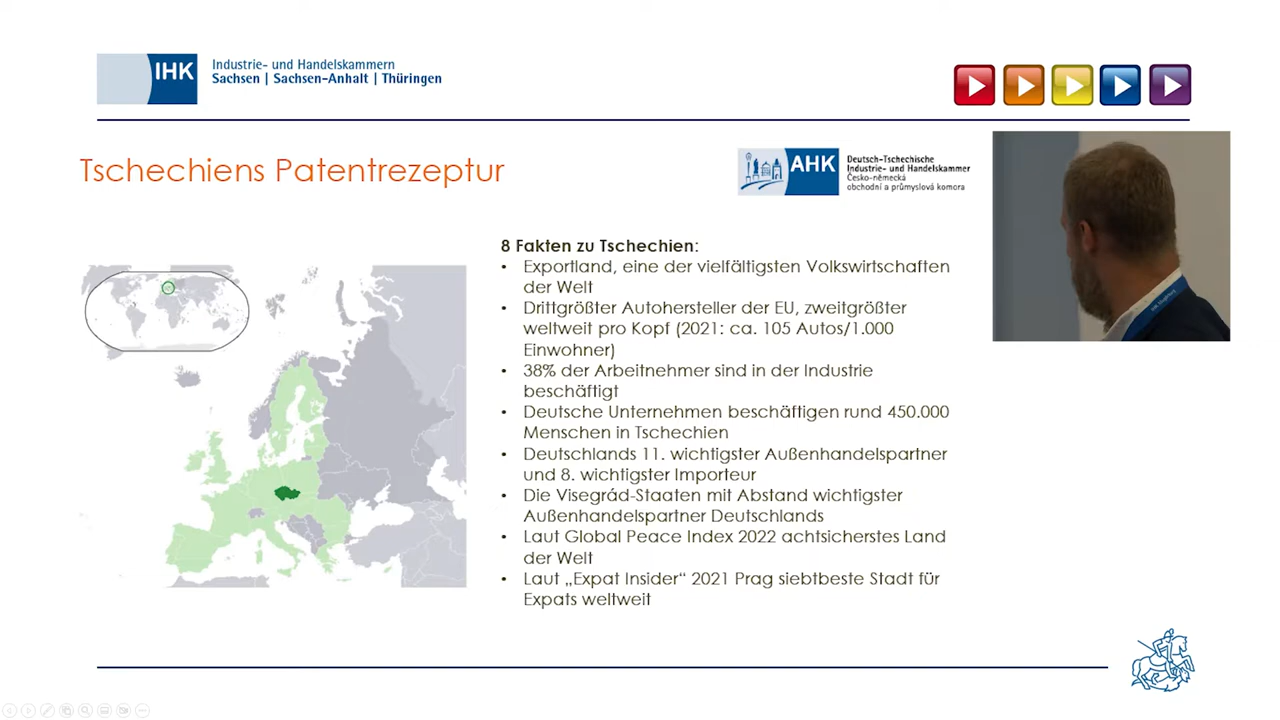 IHK
Industrie- und Handelskammern
Sachsen | Sachsen-Anhalt | Thüringen
Tschechiens Patentrezeptur
AHK
Deutsch-Tschechische
Industrie- und Handelskammer
Česko-německá
obchodní a průmyslová komora
8 Fakten zu Tschechien:
• Exportland, eine der vielfältigsten Volkswirtschaften
der Welt
• Drittgrößter Autohersteller der EU, zweitgrößter
weltweit pro Kopf (2021: ca. 105 Autos/1.000
Einwohner)
• 38% der Arbeitnehmer sind in der Industrie
beschäftigt
• Deutsche Unternehmen beschäftigen rund 450.000
Menschen in Tschechien
• Deutschlands 11. wichtigster Außenhandelspartner
und 8. wichtigster Importeur
• Die Visegrád-Staaten mit Abstand wichtigster
Außenhandelspartner Deutschlands
• Laut Global Peace Index 2022 achtsicherstes Land
der Welt
• Laut „Expat Insider“ 2021 Prag siebtbeste Stadt für
Expats weltweit